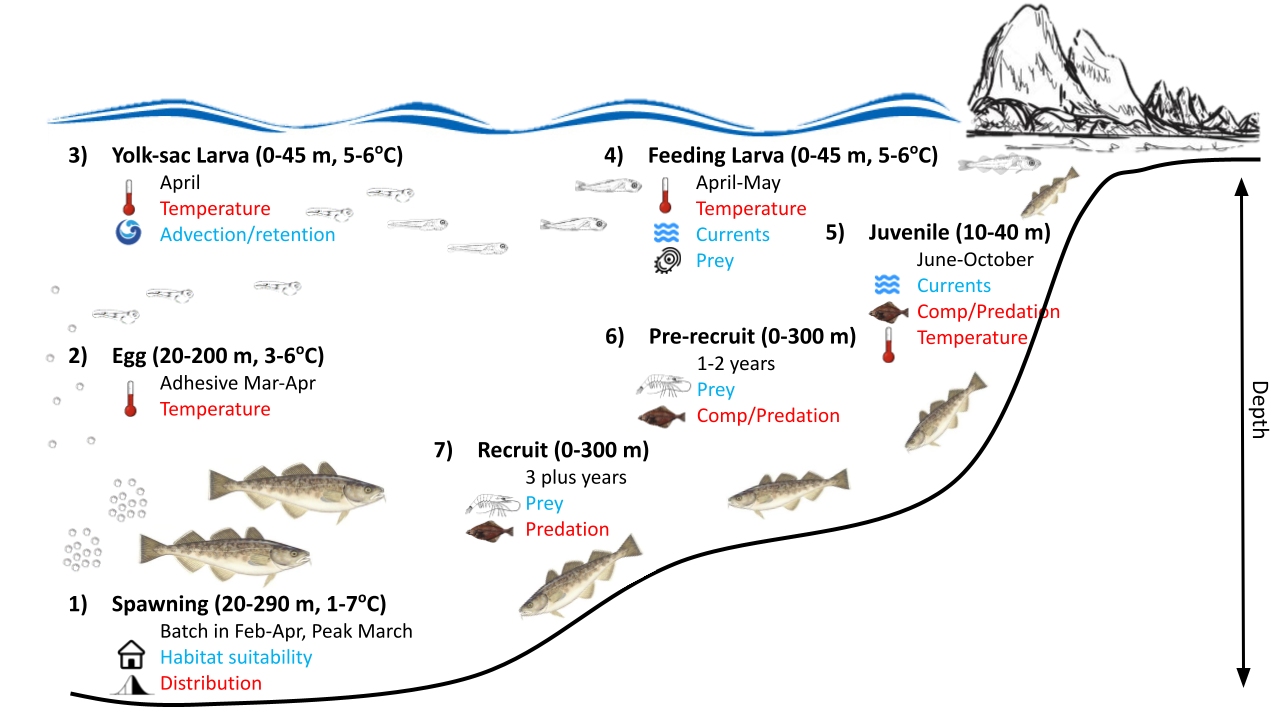 3) Yolk-sac Larva (0-45 m, 5-6°C)
April
Temperature
Advection/retention
4) Feeding Larva (0-45 m, 5-6°C)
April-May
Temperature
Currents
Prey
5) Juvenile (10-40 m)
June-October
Currents
Comp/Predation
Temperature
2) Egg (20-200 m, 3-6°C)
Adhesive Mar-Apr
Temperature
6) Pre-recruit (0-300 m)
1-2 years
Prey
Comp/Predation
7) Recruit (0-300 m)
3 plus years
Prey
Predation
1) Spawning (20-290 m, 1-7°C)
Batch in Feb-Apr, Peak March
Habitat suitability
Distribution
Depth